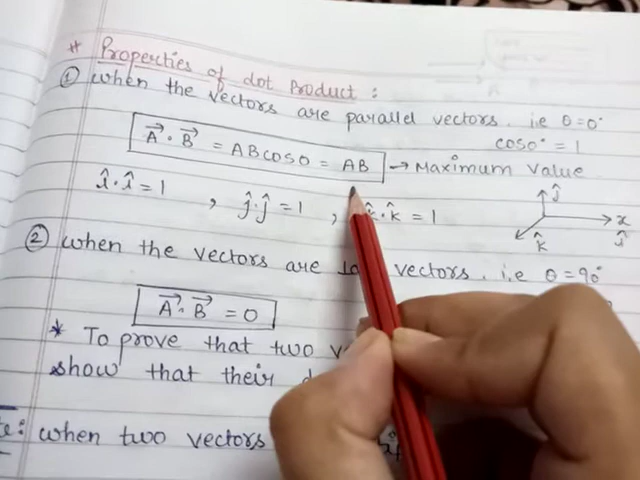 * Properties of dot Product :
① When the vectors are parallel vectors. i.e θ=0°
cos0° = 1
A⃗ · B⃗ = ABcos0 = AB → Maximum Value
î·î = 1 , ĵ·ĵ = 1 , k̂·k̂ = 1
ĵ
x
k̂
② When the vectors are vectors. i.e θ=90°
A⃗ · B⃗ = 0
* To prove that two
show that their
: when two vectors